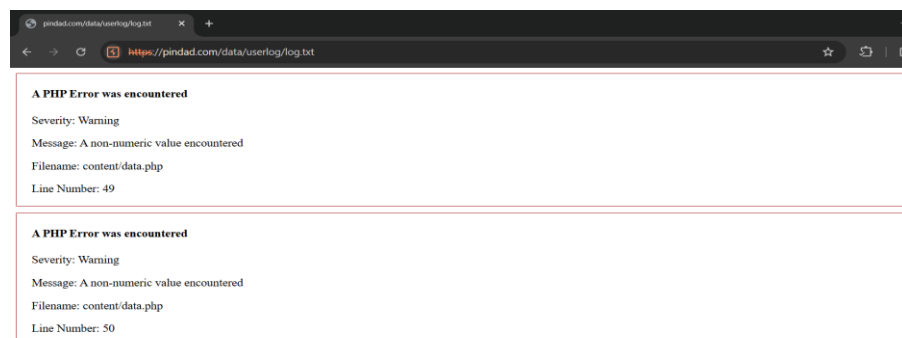 pindad.com/data/userlog/log.txt
https://pindad.com/data/userlog/log.txt
A PHP Error was encountered
Severity: Warning
Message: A non-numeric value encountered
Filename: content/data.php
Line Number: 49
A PHP Error was encountered
Severity: Warning
Message: A non-numeric value encountered
Filename: content/data.php
Line Number: 50